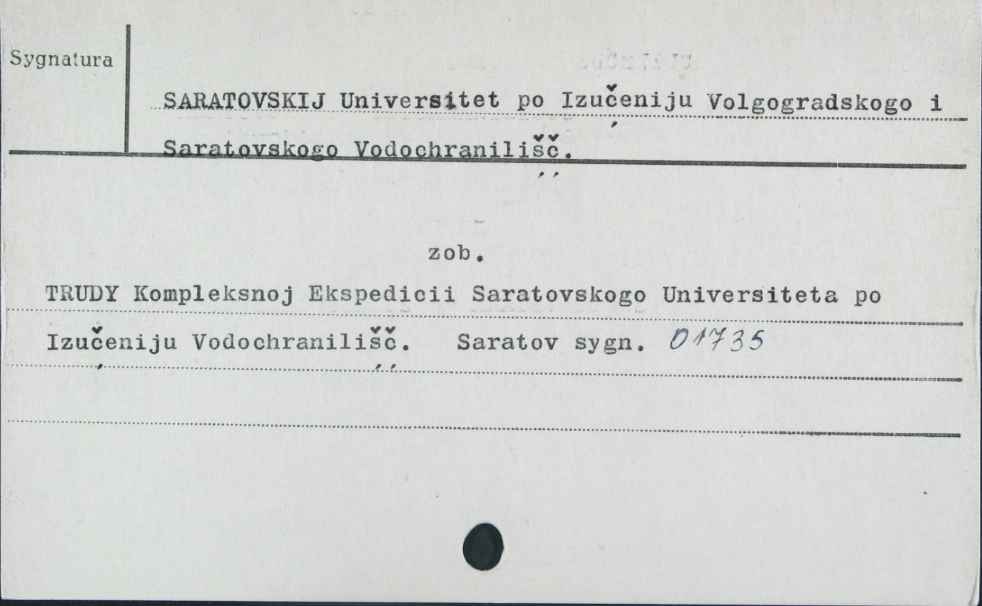 Sygnatura
SARATOVSKIJ Universitet po Izučeniju Volgogradskogo i
Saratovskogo Vodochranilišč.
zob.
TRUDY Kompleksnoj Ekspedicii Saratovskogo Universiteta po
Izučeniju Vodochranilišč. Saratov sygn. 01735